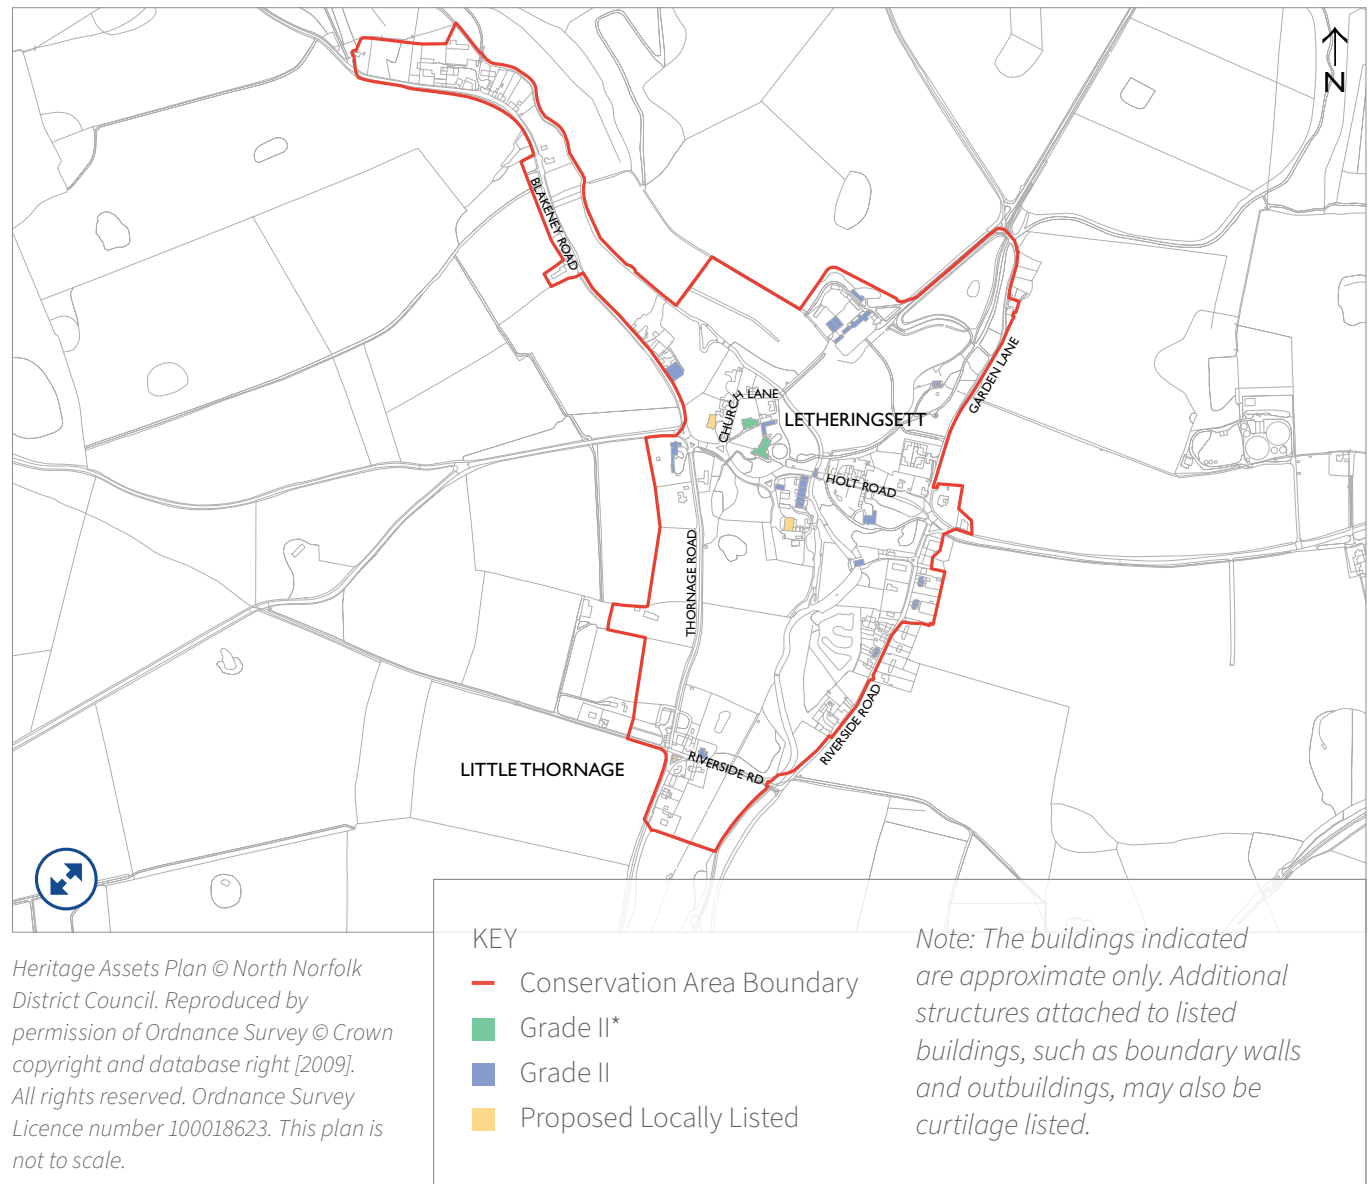 N
BLAKENEY ROAD
CHURCH LANE
LETHERINGSETT
GARDEN LANE
HOLT ROAD
THORNAGE ROAD
RIVERSIDE ROAD
RIVERSIDE RD
LITTLE THORNAGE
Heritage Assets Plan © North Norfolk
District Council. Reproduced by
permission of Ordnance Survey © Crown
copyright and database right [2009].
All rights reserved. Ordnance Survey
Licence number 100018623. This plan is
not to scale.
KEY
Conservation Area Boundary
Grade II*
Grade II
Proposed Locally Listed
Note: The buildings indicated
are approximate only. Additional
structures attached to listed
buildings, such as boundary walls
and outbuildings, may also be
curtilage listed.